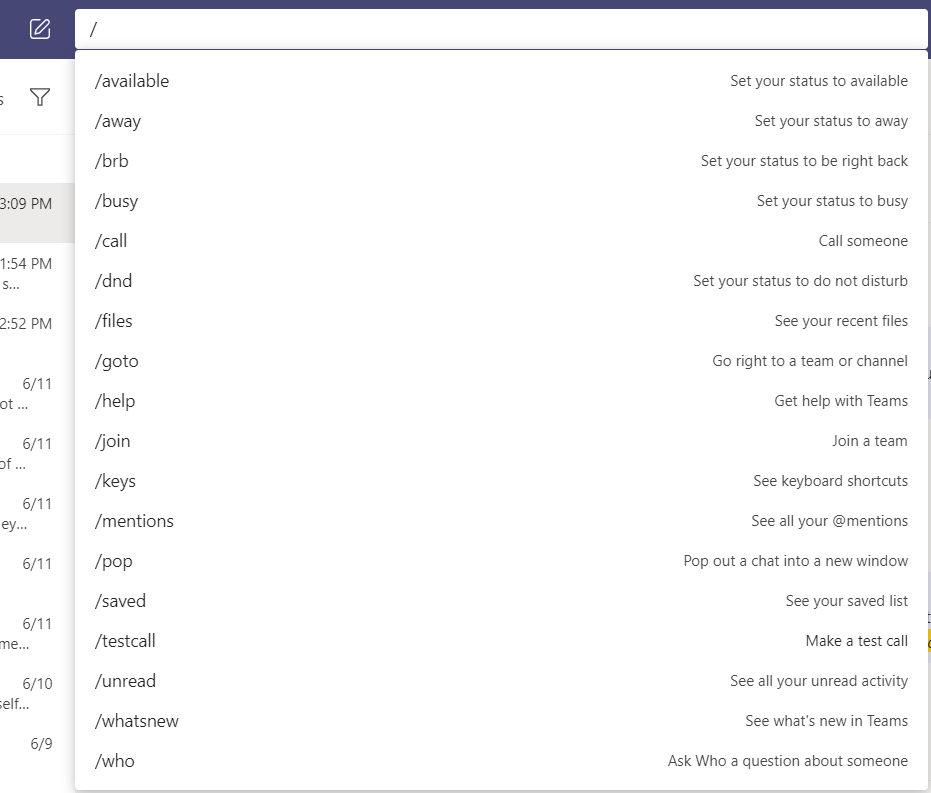 /
/available Set your status to available
/away Set your status to away
/brb Set your status to be right back
3:09 PM
/busy Set your status to busy
/call Call someone
1:54 PM
s...
/dnd Set your status to do not disturb
2:52 PM
/files See your recent files
/goto Go right to a team or channel
6/11
ot ...
/help Get help with Teams
/join Join a team
6/11
of ...
/keys See keyboard shortcuts
6/11
ey...
/mentions See all your @mentions
6/11
/pop Pop out a chat into a new window
/saved See your saved list
6/11
me...
/testcall Make a test call
6/10
self...
/unread See all your unread activity
/whatsnew See what's new in Teams
6/9
/who Ask Who a question about someone